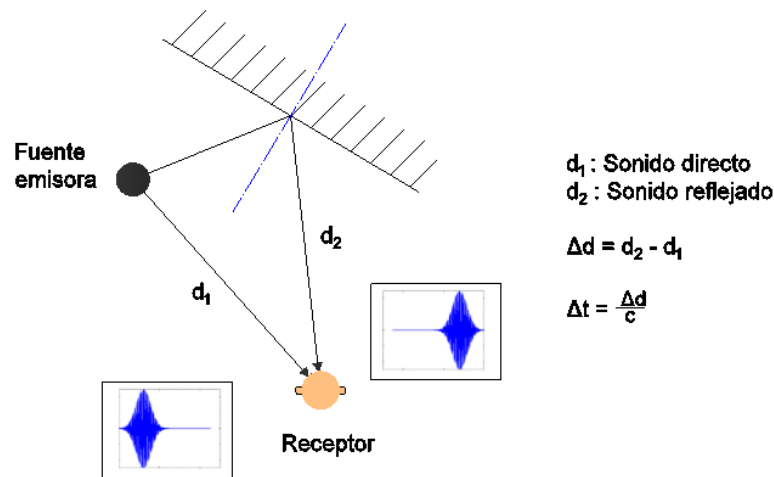 Fuente
emisora
d₁
d₂
Receptor
d₁ : Sonido directo
d₂ : Sonido reflejado
Δd = d₂ - d₁
Δt = Δd/c